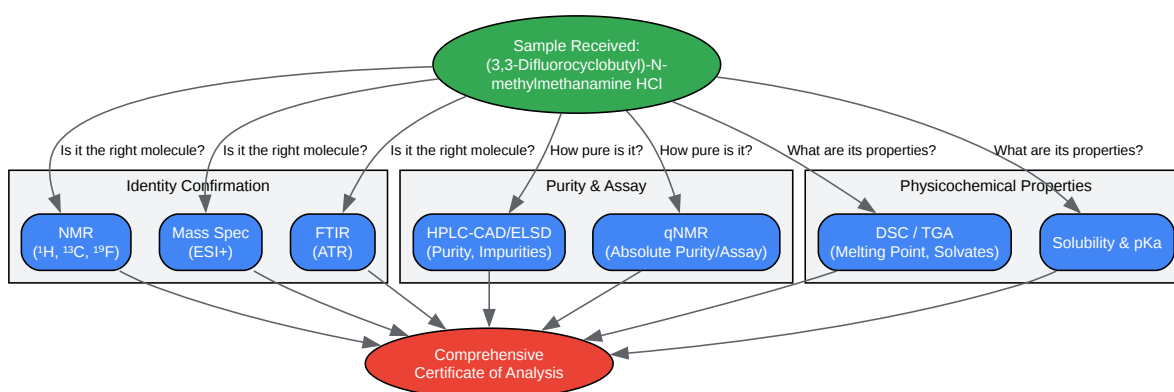 Sample Received:
(3,3-Difluorocyclobutyl)-N-
methylmethanamine HCl
Is it the right molecule?
Is it the right molecule?
Is it the right molecule?
How pure is it?
How pure is it?
What are its properties?
What are its properties?
Identity Confirmation
Purity & Assay
Physicochemical Properties
NMR
(¹H, ¹³C, ¹⁹F)
Mass Spec
(ESI+)
FTIR
(ATR)
HPLC-CAD/ELSD
(Purity, Impurities)
qNMR
(Absolute Purity/Assay)
DSC / TGA
(Melting Point, Solvates)
Solubility & pKa
Comprehensive
Certificate of Analysis